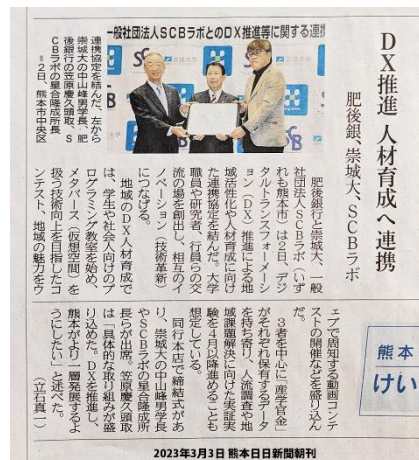 DX推進 人材育成へ連携
肥後銀、崇城大、SCBラボ
一般社団法人SCBラボとのDX推進等に関する連携
連携協定を結んだ、左から
崇城大の中山峰男学長、肥
後銀行の笠原慶久頭取、S
CBラボの星合隆成所長
＝2日、熊本市中央区
肥後銀行と崇城大、一般
社団法人SCBラボ（いず
れも熊本市）は2日、デジ
タルトランスフォーメーシ
ョン（DX）推進による地
域活性化や人材育成に向け
た連携協定を結んだ。大学
職員や研究者、行員らの交
流の場を創出し、相互のイ
ノベーション（技術革新）
につなげる。
地域のDX人材育成で
は、学生や社会人向けのプ
ログラミング教室を始め、
メタバース（仮想空間）を
扱う技術向上を目指したコ
ンテスト、地域の魅力をウ
ェブで周知する動画コンテ
ストの開催などを盛り込ん
だ。
3者を中心に「産学官金」
がそれぞれ保有するデータ
を持ち寄り、人流調査や地
域課題解決に向けた実証実
験を4月以降進めることも
想定している。
同行本店で締結式があ
り、崇城大の中山峰男学長
やSCBラボの星合隆成所
長らが出席。笠原慶久頭取
は「具体的な取り組みが盛
り込めた。DXを推進し、
熊本がより一層発展するよ
うにしたい」と述べた。
（立石真一）
熊本
けい
2023年3月3日 熊本日日新聞朝刊